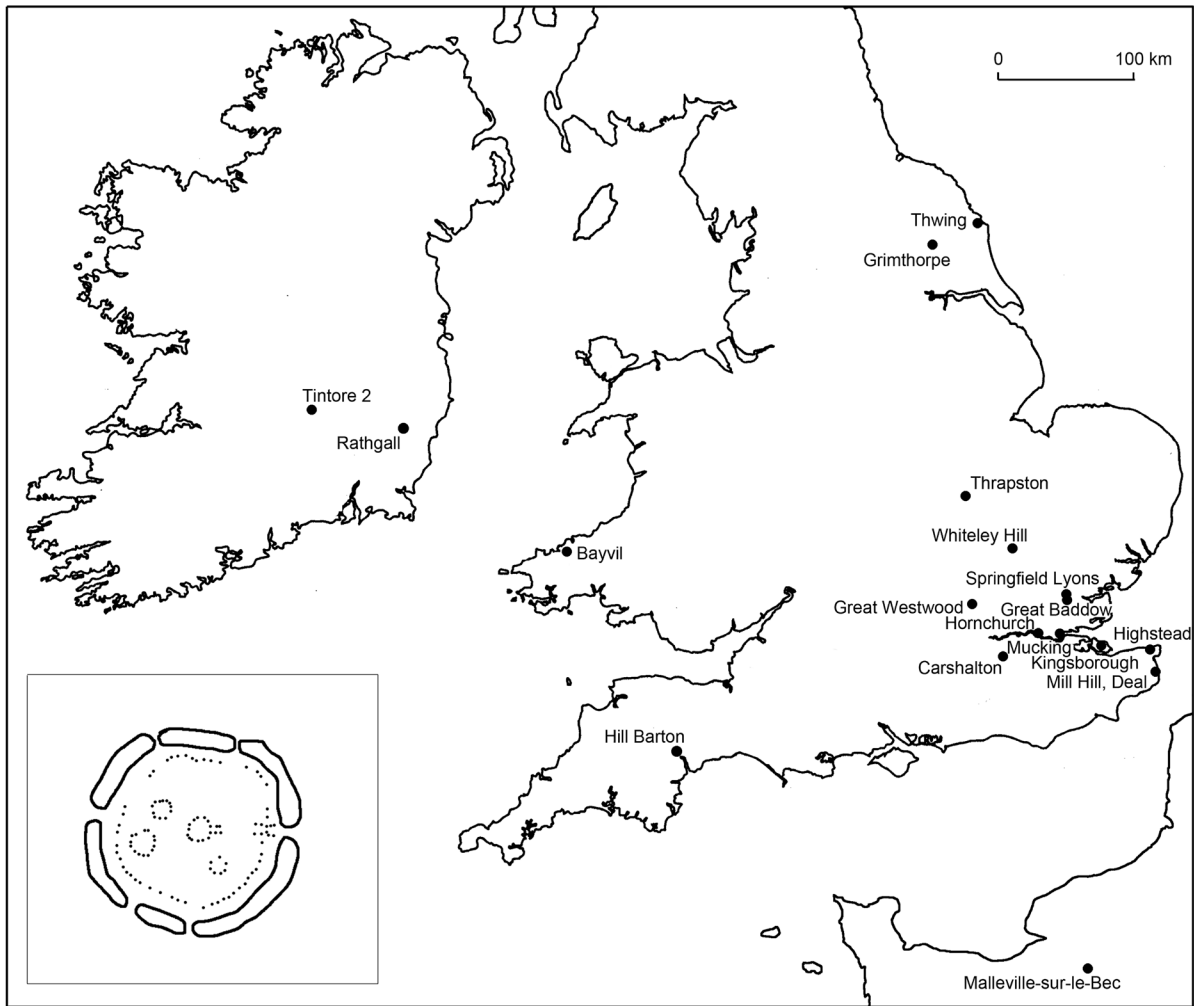 0 100 km
Thwing
Grimthorpe
Tintore 2
Rathgall
Thrapston
Whiteley Hill
Bayvil
Springfield Lyons
Great Westwood
Great Baddow
Hornchurch
Highstead
Mucking
Kingsborough
Carshalton
Mill Hill, Deal
Hill Barton
Malleville-sur-le-Bec